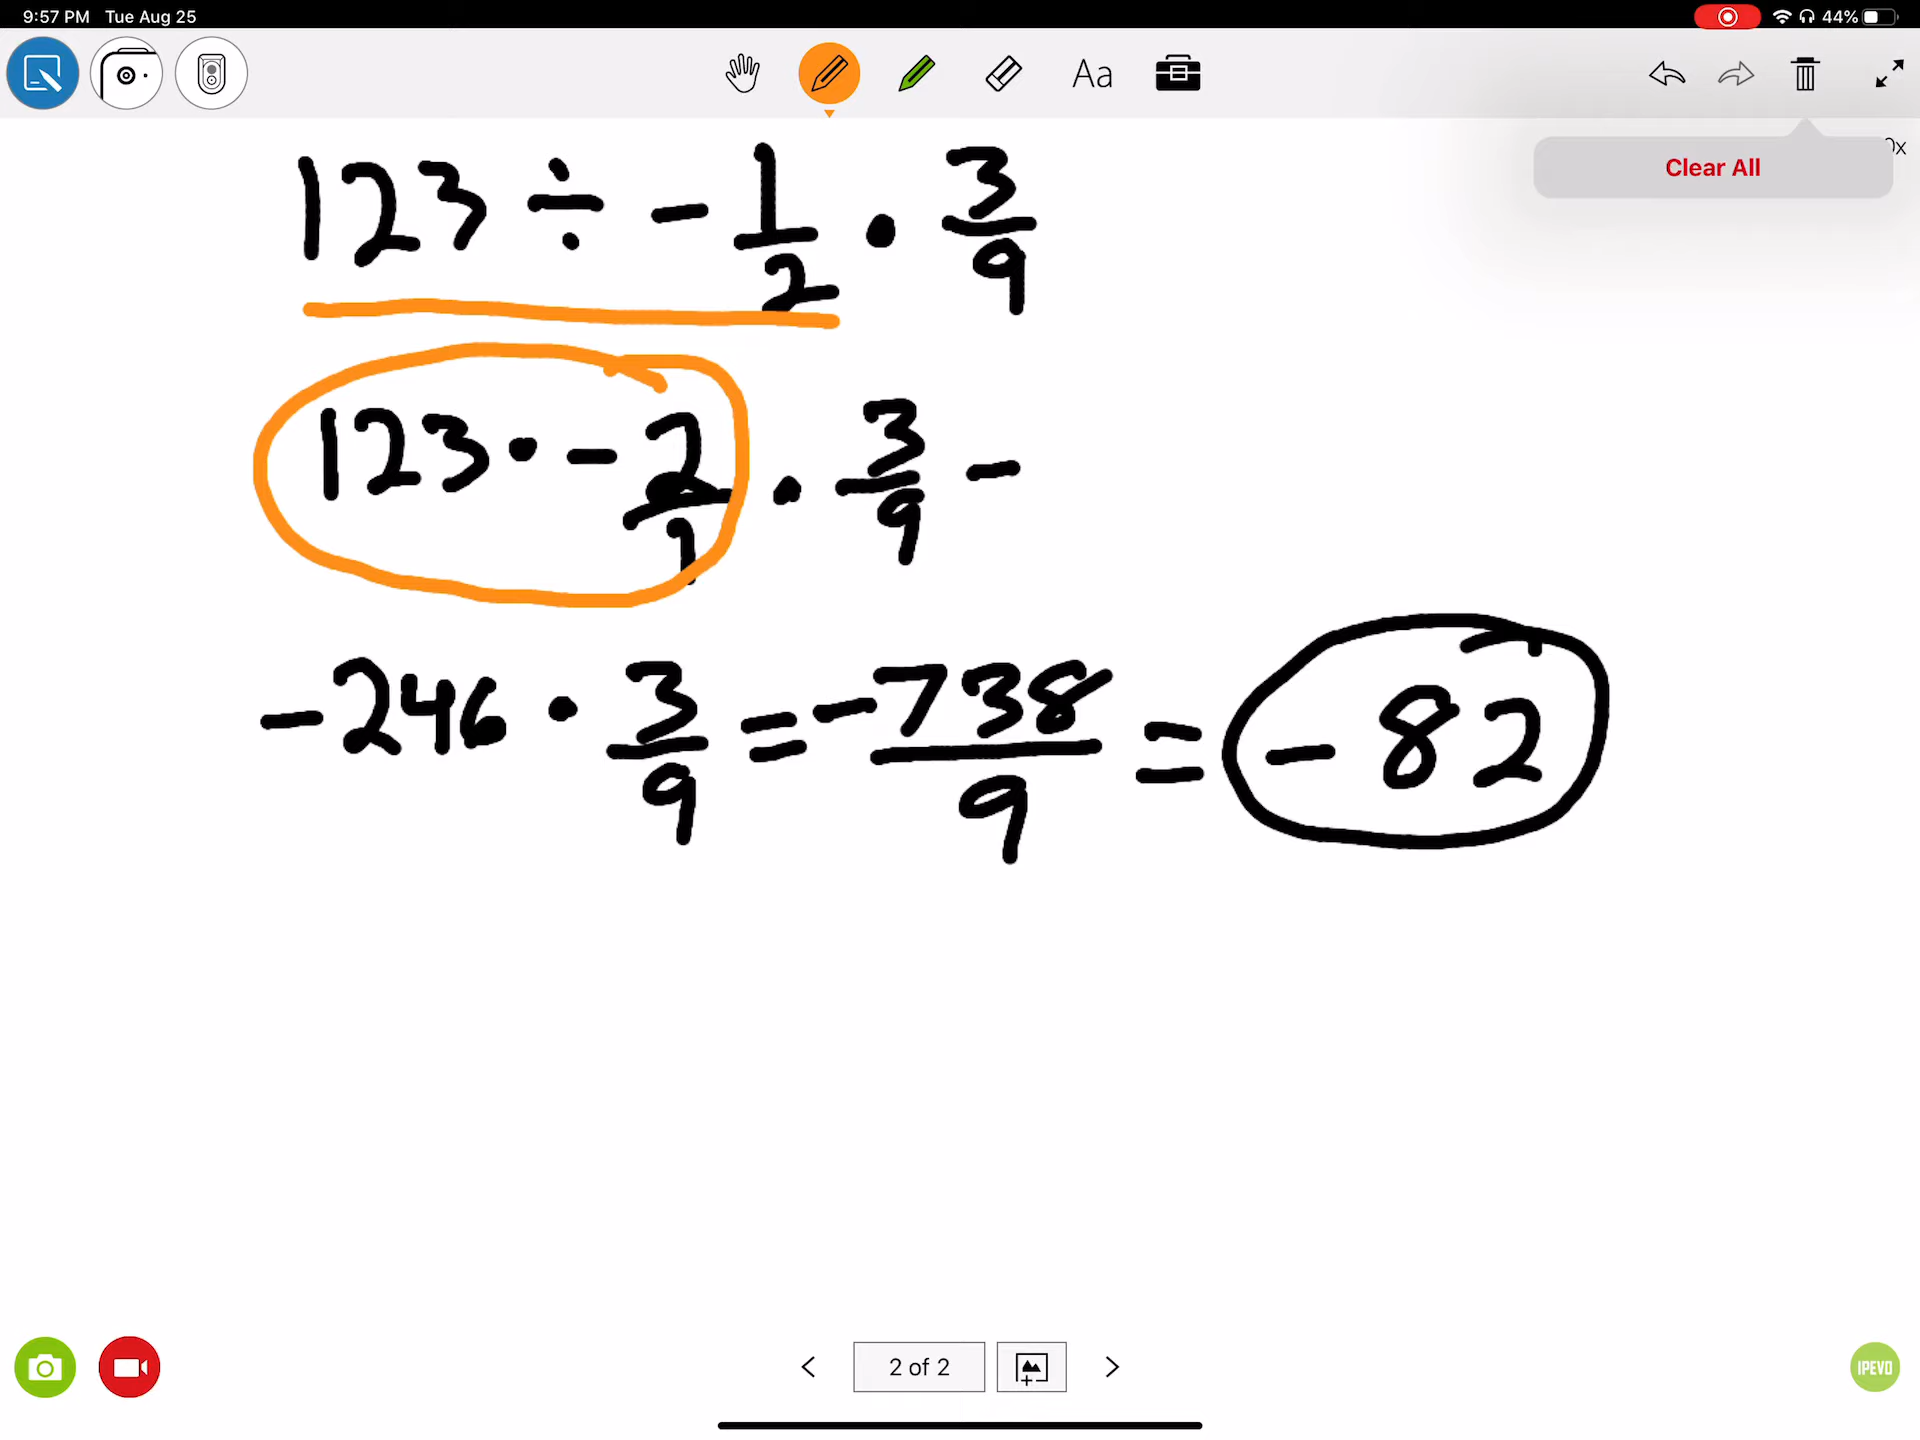 9:57 PM Tue Aug 25 44%
Aa
0x
Clear All
123 ÷ - 1/2 · 3/9
123 · - 2/1 · 3/9 -
-246 · 3/9 = -738/9 = -82
2 of 2
IPEVO